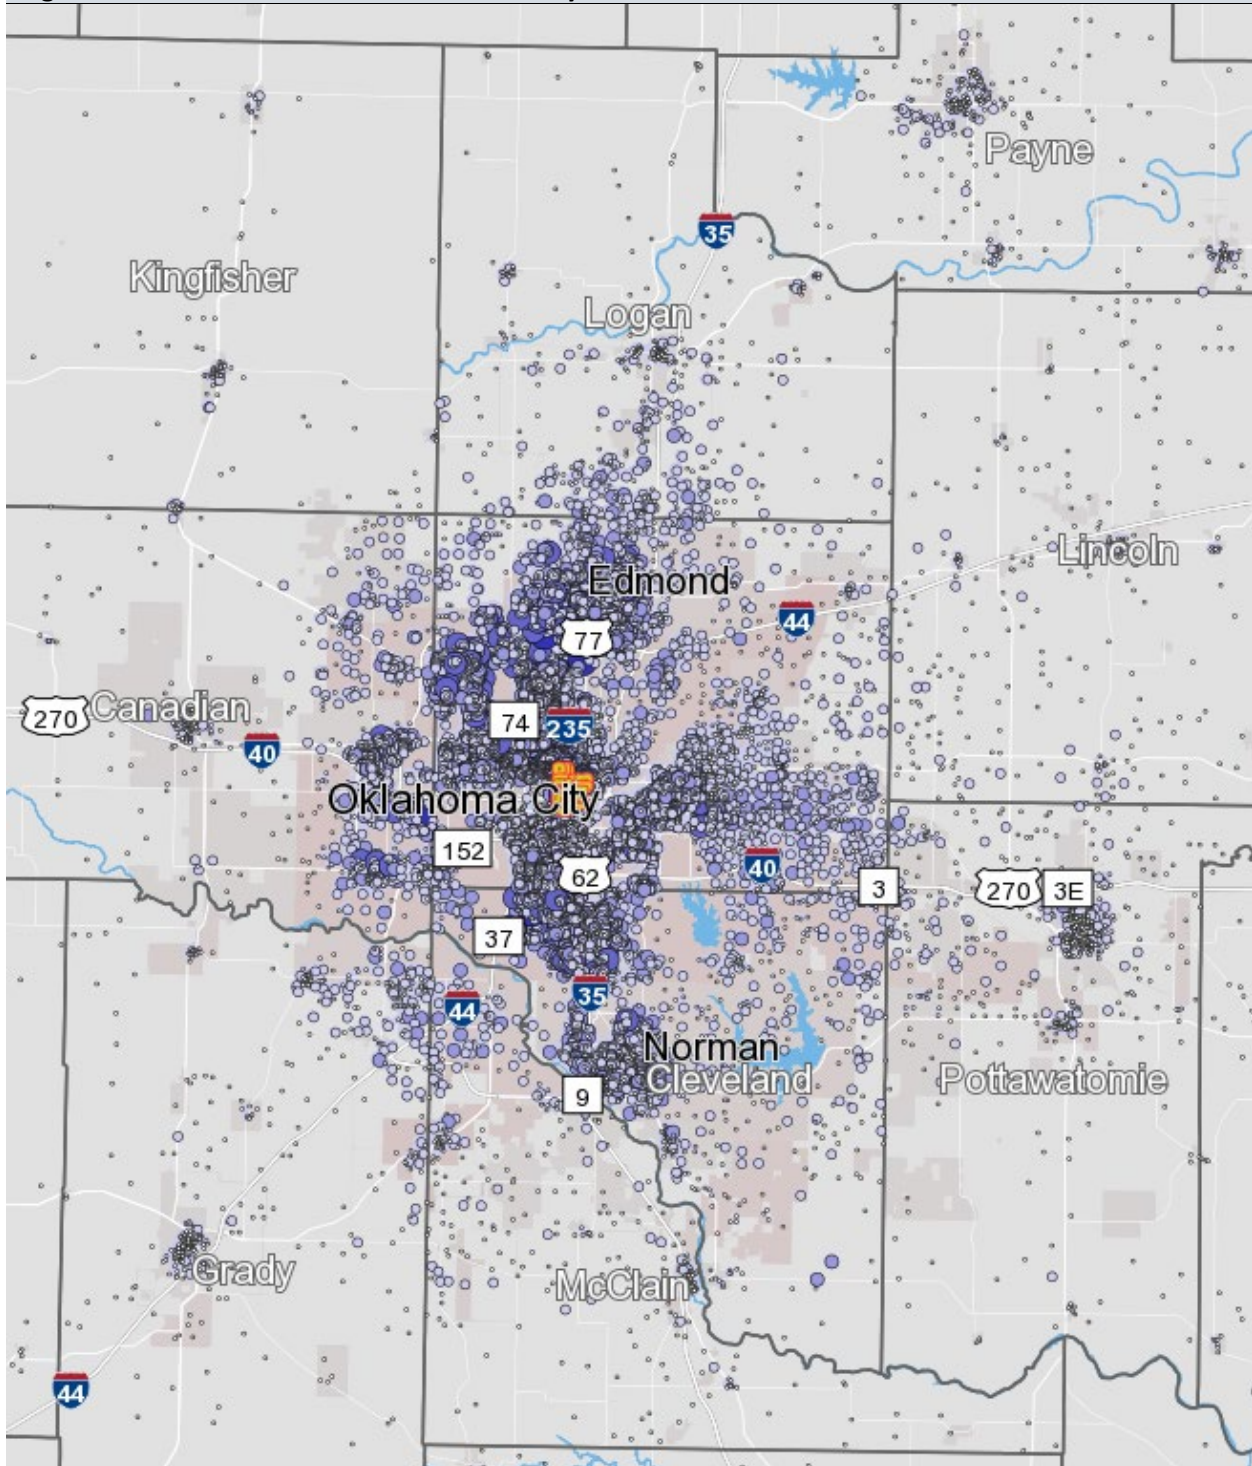 Payne
35
Kingfisher
Logan
Lincoln
Edmond
44
77
270
Canadian
74
235
40
Oklahoma City
152
62
40
3
270
3E
37
35
44
Norman
Cleveland
Pottawatomie
9
Grady
McClain
44